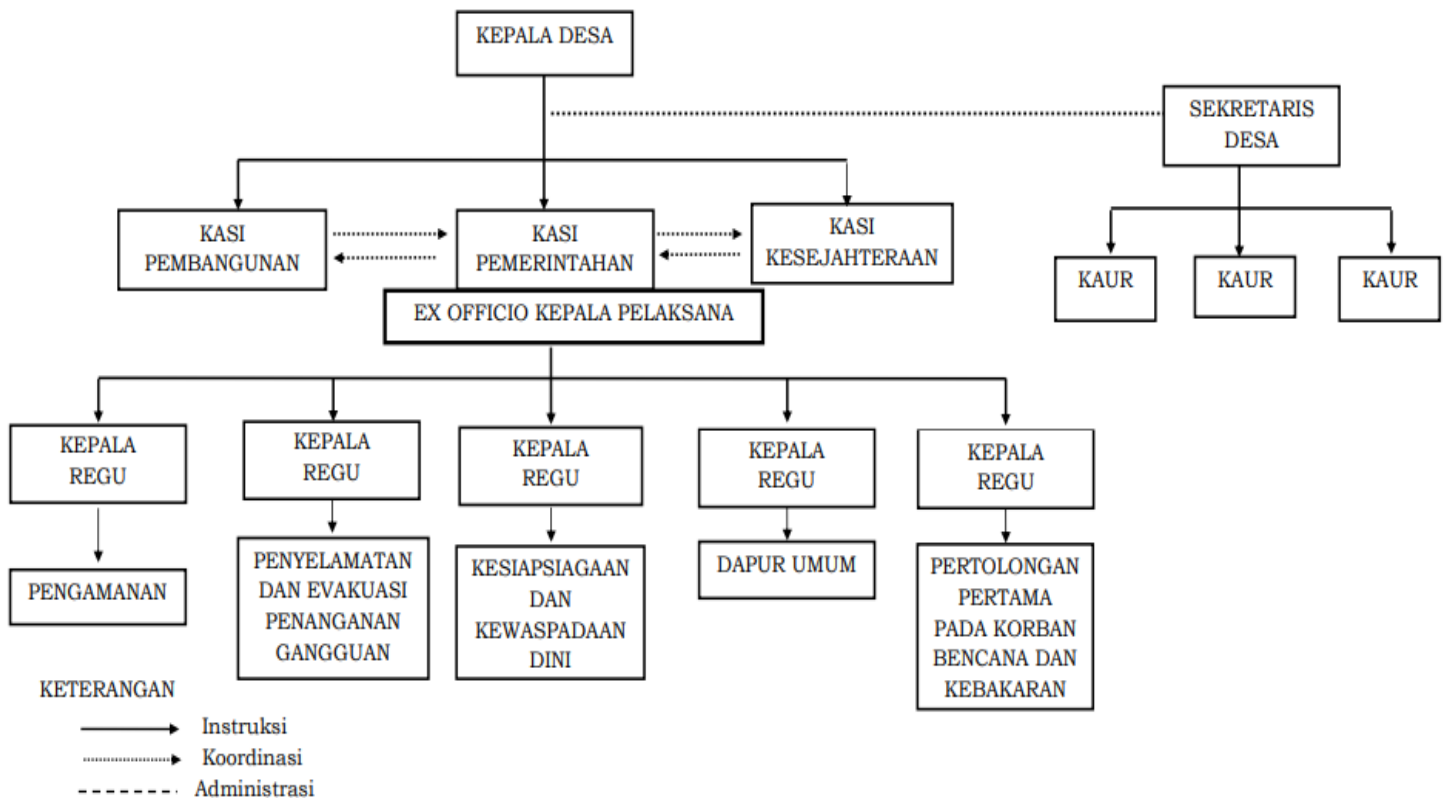 KEPALA DESA
SEKRETARIS
DESA
KASI
PEMBANGUNAN
KASI
PEMERINTAHAN
KASI
KESEJAHTERAAN
KAUR
KAUR
KAUR
EX OFFICIO KEPALA PELAKSANA
KEPALA
REGU
KEPALA
REGU
KEPALA
REGU
KEPALA
REGU
KEPALA
REGU
PENGAMANAN
PENYELAMATAN
DAN EVAKUASI
PENANGANAN
GANGGUAN
KESIAPSIAGAAN
DAN
KEWASPADAAN
DINI
DAPUR UMUM
PERTOLONGAN
PERTAMA
PADA KORBAN
BENCANA DAN
KEBAKARAN
KETERANGAN
Instruksi
Koordinasi
Administrasi